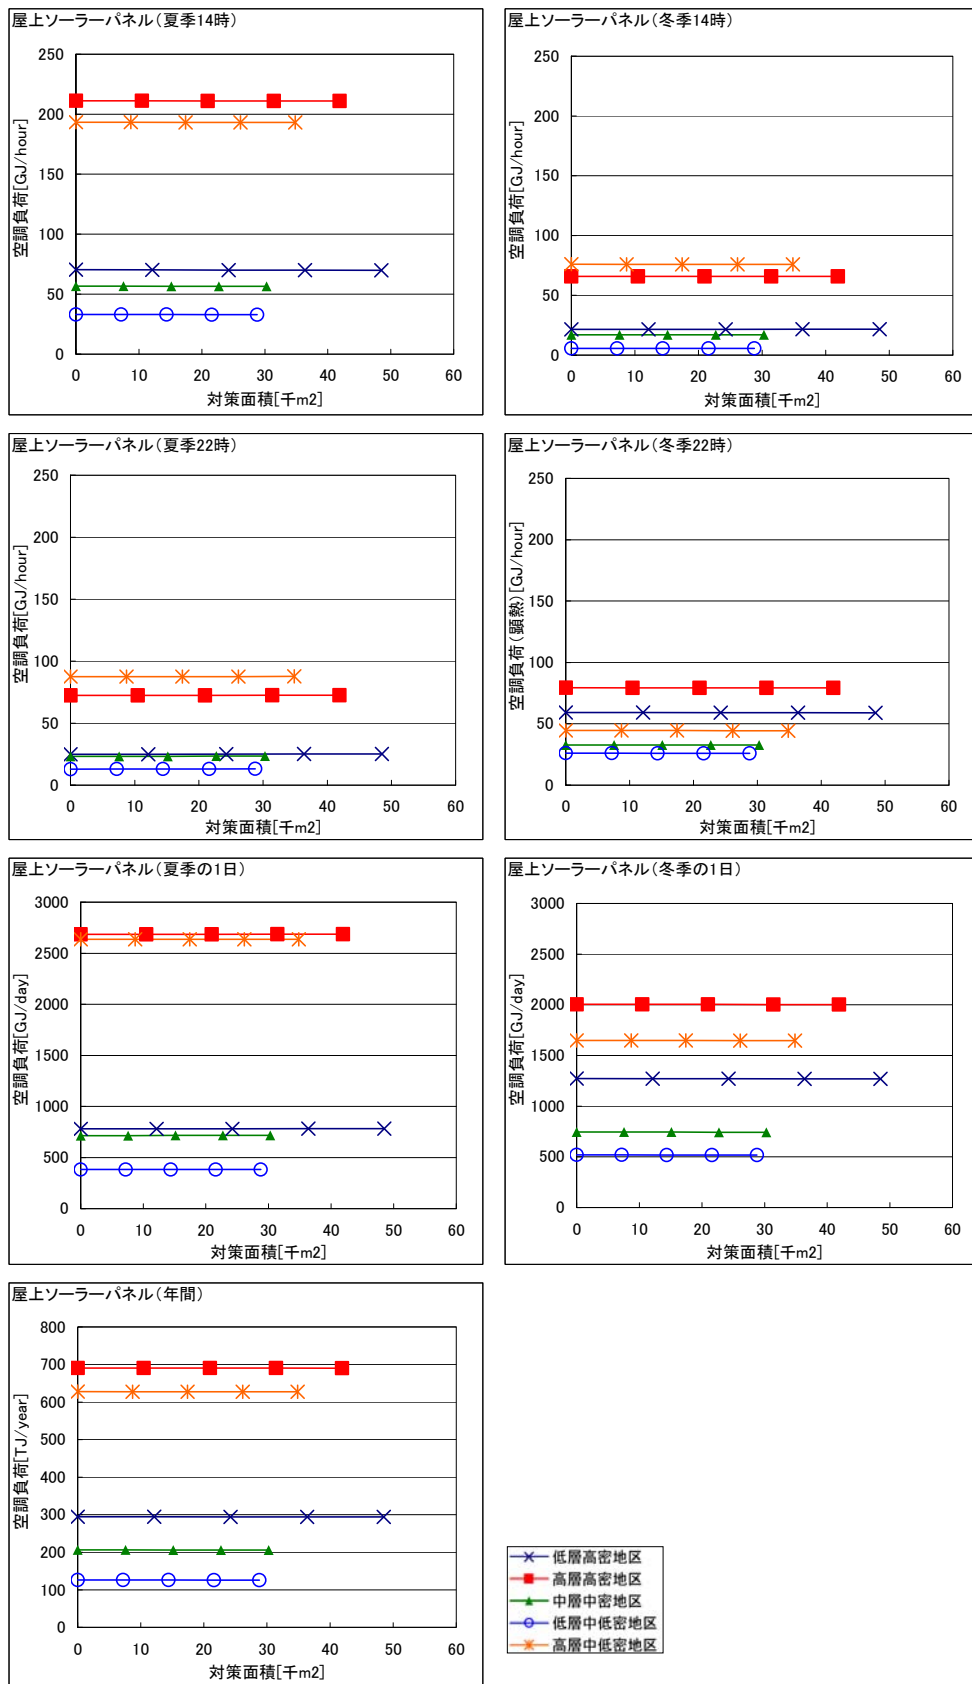 屋上ソーラーパネル(夏季14時)
空調負荷[GJ/hour]
250
200
150
100
50
0
0 10 20 30 40 50 60
対策面積[千m2]
屋上ソーラーパネル(冬季14時)
空調負荷[GJ/hour]
250
200
150
100
50
0
0 10 20 30 40 50 60
対策面積[千m2]
屋上ソーラーパネル(夏季22時)
空調負荷[GJ/hour]
250
200
150
100
50
0
0 10 20 30 40 50 60
対策面積[千m2]
屋上ソーラーパネル(冬季22時)
空調負荷(顕熱)[GJ/hour]
250
200
150
100
50
0
0 10 20 30 40 50 60
対策面積[千m2]
屋上ソーラーパネル(夏季の1日)
空調負荷[GJ/day]
3000
2500
2000
1500
1000
500
0
0 10 20 30 40 50 60
対策面積[千m2]
屋上ソーラーパネル(冬季の1日)
空調負荷[GJ/day]
3000
2500
2000
1500
1000
500
0
0 10 20 30 40 50 60
対策面積[千m2]
屋上ソーラーパネル(年間)
空調負荷[TJ/year]
800
700
600
500
400
300
200
100
0
0 10 20 30 40 50 60
対策面積[千m2]
低層高密地区
高層高密地区
中層中密地区
低層中低密地区
高層中低密地区